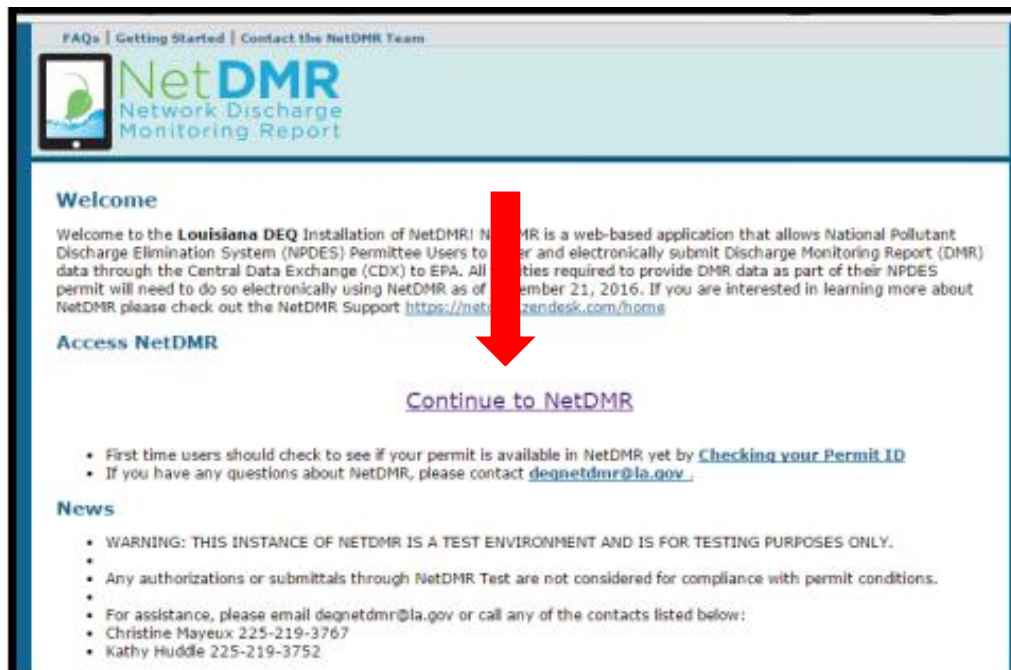 FAQs | Getting Started | Contact the NetDMR Team
NetDMR
Network Discharge
Monitoring Report
Welcome
Welcome to the Louisiana DEQ Installation of NetDMR! N MR is a web-based application that allows National Pollutant
Discharge Elimination System (NPDES) Permittee Users to er and electronically submit Discharge Monitoring Report (DMR)
data through the Central Data Exchange (CDX) to EPA. All ities required to provide DMR data as part of their NPDES
permit will need to do so electronically using NetDMR as of ember 21, 2016. If you are interested in learning more about
NetDMR please check out the NetDMR Support https://net zendesk.com/home
Access NetDMR
Continue to NetDMR
• First time users should check to see if your permit is available in NetDMR yet by Checking your Permit ID
• If you have any questions about NetDMR, please contact deqnetdmr@la.gov .
News
• WARNING: THIS INSTANCE OF NETDMR IS A TEST ENVIRONMENT AND IS FOR TESTING PURPOSES ONLY.
•
• Any authorizations or submittals through NetDMR Test are not considered for compliance with permit conditions.
•
• For assistance, please email deqnetdmr@la.gov or call any of the contacts listed below:
• Christine Mayeux 225-219-3767
• Kathy Huddle 225-219-3752